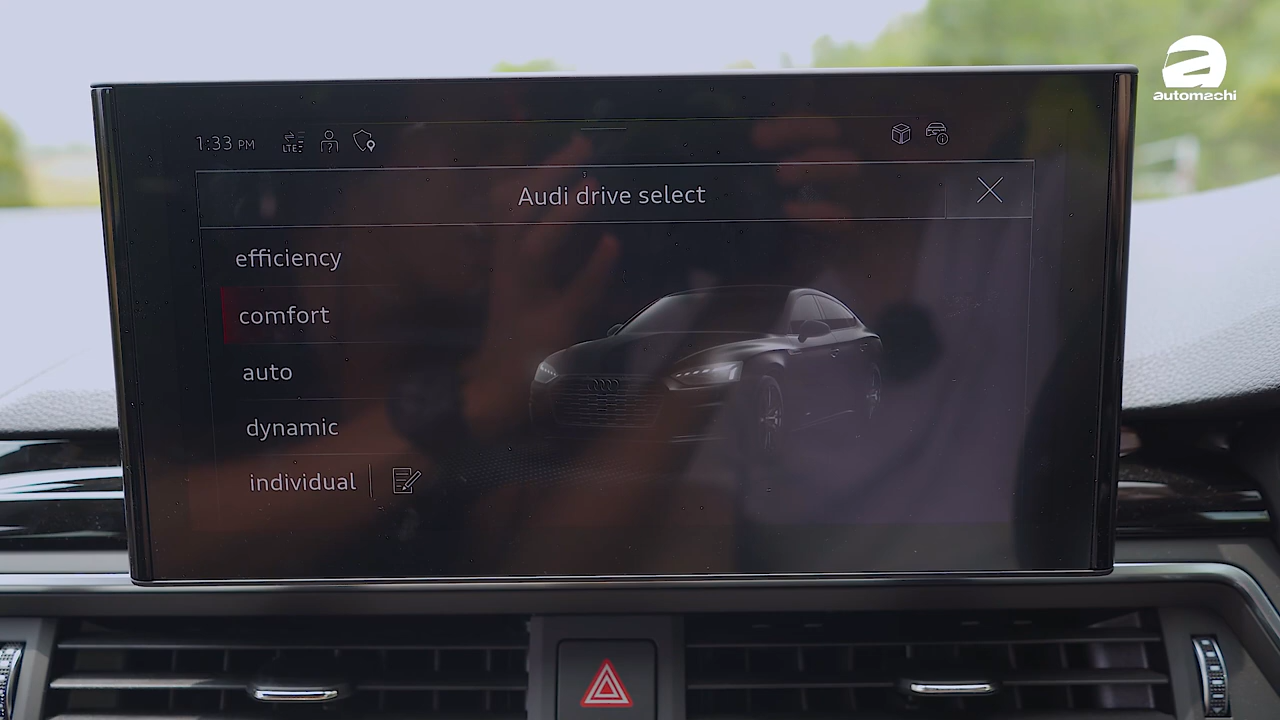 automachi
1:33 PM
LTE
Audi drive select
efficiency
comfort
auto
dynamic
individual